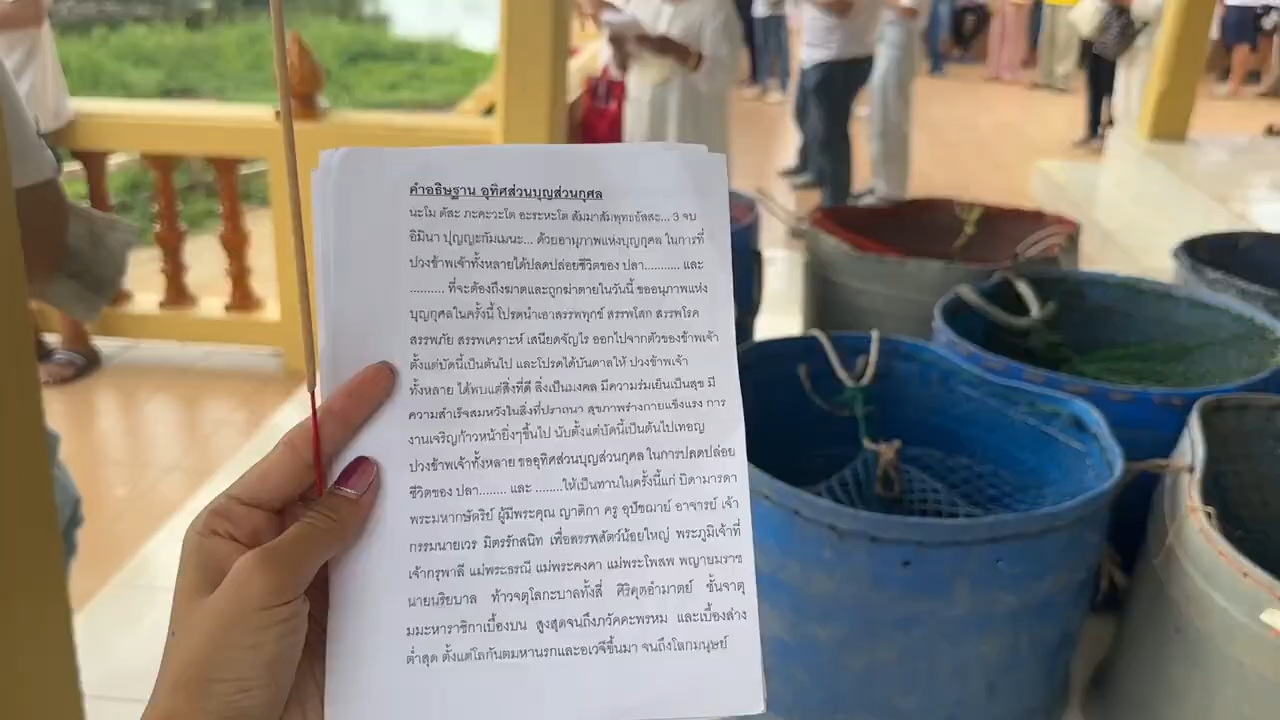 คำอธิษฐาน อุทิศส่วนบุญส่วนกุศล
นะโม ตัสะ ภะคะวะโต อะระหะโต สัมมาสัมพุทธธัสสะ... 3 จบ
อิมินา ปุญญะกัมเมนะ... ด้วยอานุภาพแห่งบุญกุศล ในการที่
ปวงข้าพเจ้าทั้งหลายได้ปลดปล่อยชีวิตของ ปลา.......... และ
.......... ที่จะต้องถึงฆาตและถูกฆ่าตายในวันนี้ ขออนุภาพแห่ง
บุญกุศลในครั้งนี้ โปรดนำเอาสรรพทุกข์ สรรพโศก สรรพโรค
สรรพภัย สรรพเคราะห์ เสนียดจัญไร ออกไปจากตัวของข้าพเจ้า
ตั้งแต่บัดนี้เป็นต้นไป และโปรดได้บันดาลให้ ปวงข้าพเจ้า
ทั้งหลาย ได้พบแต่สิ่งที่ดี สิ่งเป็นมงคล มีความร่มเย็นเป็นสุข มี
ความสำเร็จสมหวังในสิ่งที่ปราถนา สุขภาพร่างกายแข็งแรง การ
งานเจริญก้าวหน้ายิ่งๆขึ้นไป นับตั้งแต่บัดนี้เป็นต้นไปเทอญ
ปวงข้าพเจ้าทั้งหลาย ขออุทิศส่วนบุญส่วนกุศล ในการปลดปล่อย
ชีวิตของ ปลา........ และ ........ให้เป็นทานในครั้งนี้แก่ บิดามารดา
พระมหากษัตริย์ ผู้มีพระคุณ ญาติกา ครู อุปัชฌาย์ อาจารย์ เจ้า
กรรมนายเวร มิตรรักสนิท เพื่อสรรพสัตว์น้อยใหญ่ พระภูมิเจ้าที่
เจ้ากรุพาลี แม่พระธรณี แม่พระคงคา แม่พระโพสพ พญายมราช
นายนริยบาล ท้าวจตุโลกะบาลทั้งสี่ ศิริคุตอำมาตย์ ชั้นจาตุ
มมะหาราชิกาเบื้องบน สูงสุดจนถึงภวัคคะพรหม และเบื้องล่าง
ต่ำสุด ตั้งแต่โลกันตมหานรกและอเวจีขึ้นมา จนถึงโลกมนุษย์